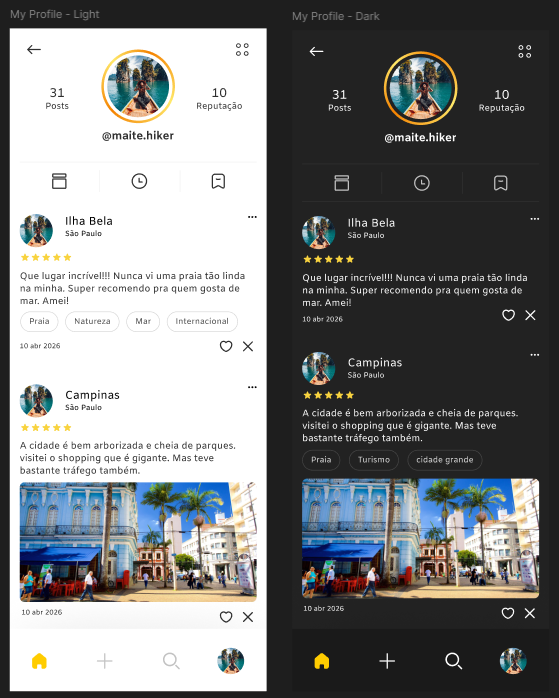 My Profile - Light
31
Posts
10
Reputação
@maite.hiker
Ilha Bela
São Paulo
Que lugar incrível!!! Nunca vi uma praia tão linda
na minha. Super recomendo pra quem gosta de
mar. Amei!
Praia
Natureza
Mar
Internacional
10 abr 2026
Campinas
São Paulo
A cidade é bem arborizada e cheia de parques.
visitei o shopping que é gigante. Mas teve
bastante tráfego também.
10 abr 2026
My Profile - Dark
31
Posts
10
Reputação
@maite.hiker
Ilha Bela
São Paulo
Que lugar incrível!!! Nunca vi uma praia tão linda
na minha. Super recomendo pra quem gosta de
mar. Amei!
10 abr 2026
Campinas
São Paulo
A cidade é bem arborizada e cheia de parques.
visitei o shopping que é gigante. Mas teve
bastante tráfego também.
Praia
Turismo
cidade grande
10 abr 2026